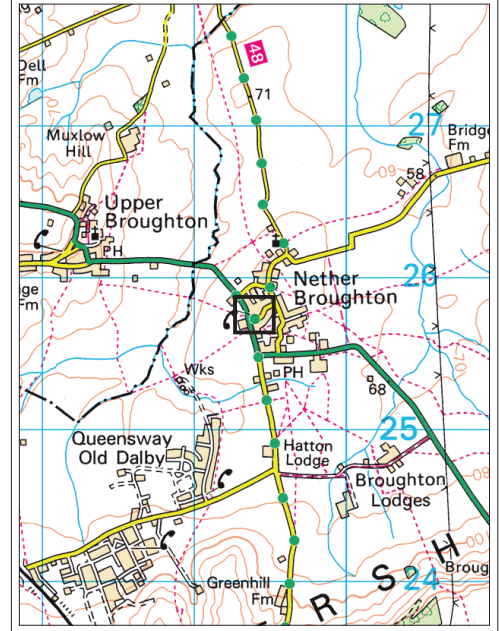 48
Dell
Fm
71
27
Muxlow
Hill
Bridge
Fm
60
58
Upper
Broughton
PH
26
Nether
Broughton
ge
Fm
PH
Wks
68
25
Queensway
Old Dalby
Hatton
Lodge
Broughton
Lodges
R S H
24
Broug
Greenhill
Fm